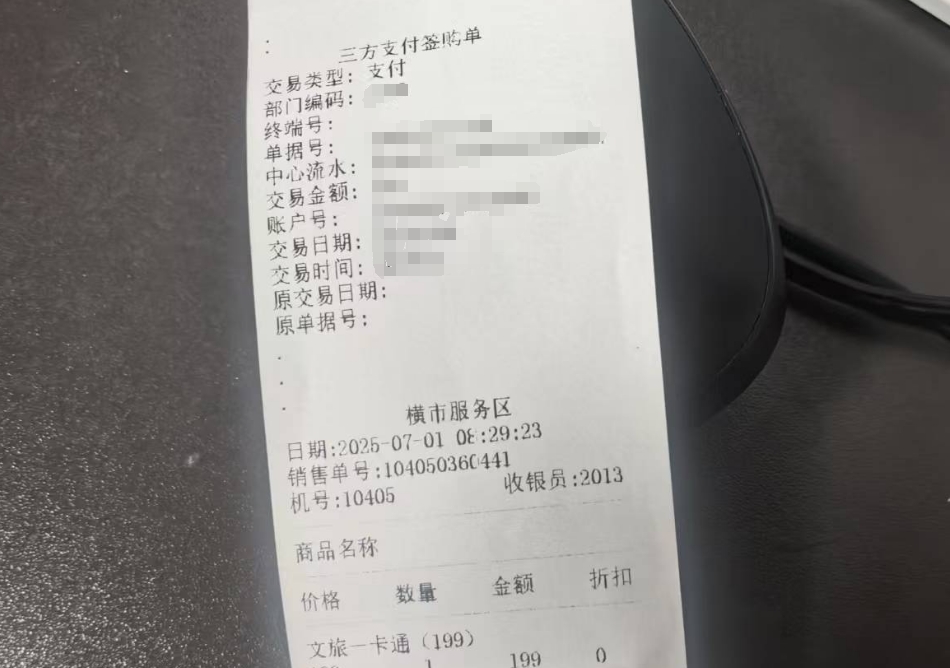 三方支付签购单
交易类型：支付
部门编码：
终端号：
单据号：
中心流水：
交易金额：
账户号：
交易日期：
交易时间：
原交易日期：
原单据号：
横市服务区
日期:2025-07-01 08:29:23
销售单号:104050360441
机号:10405 收银员:2013
商品名称
价格 数量 金额 折扣
文旅一卡通（199）
1 199 0